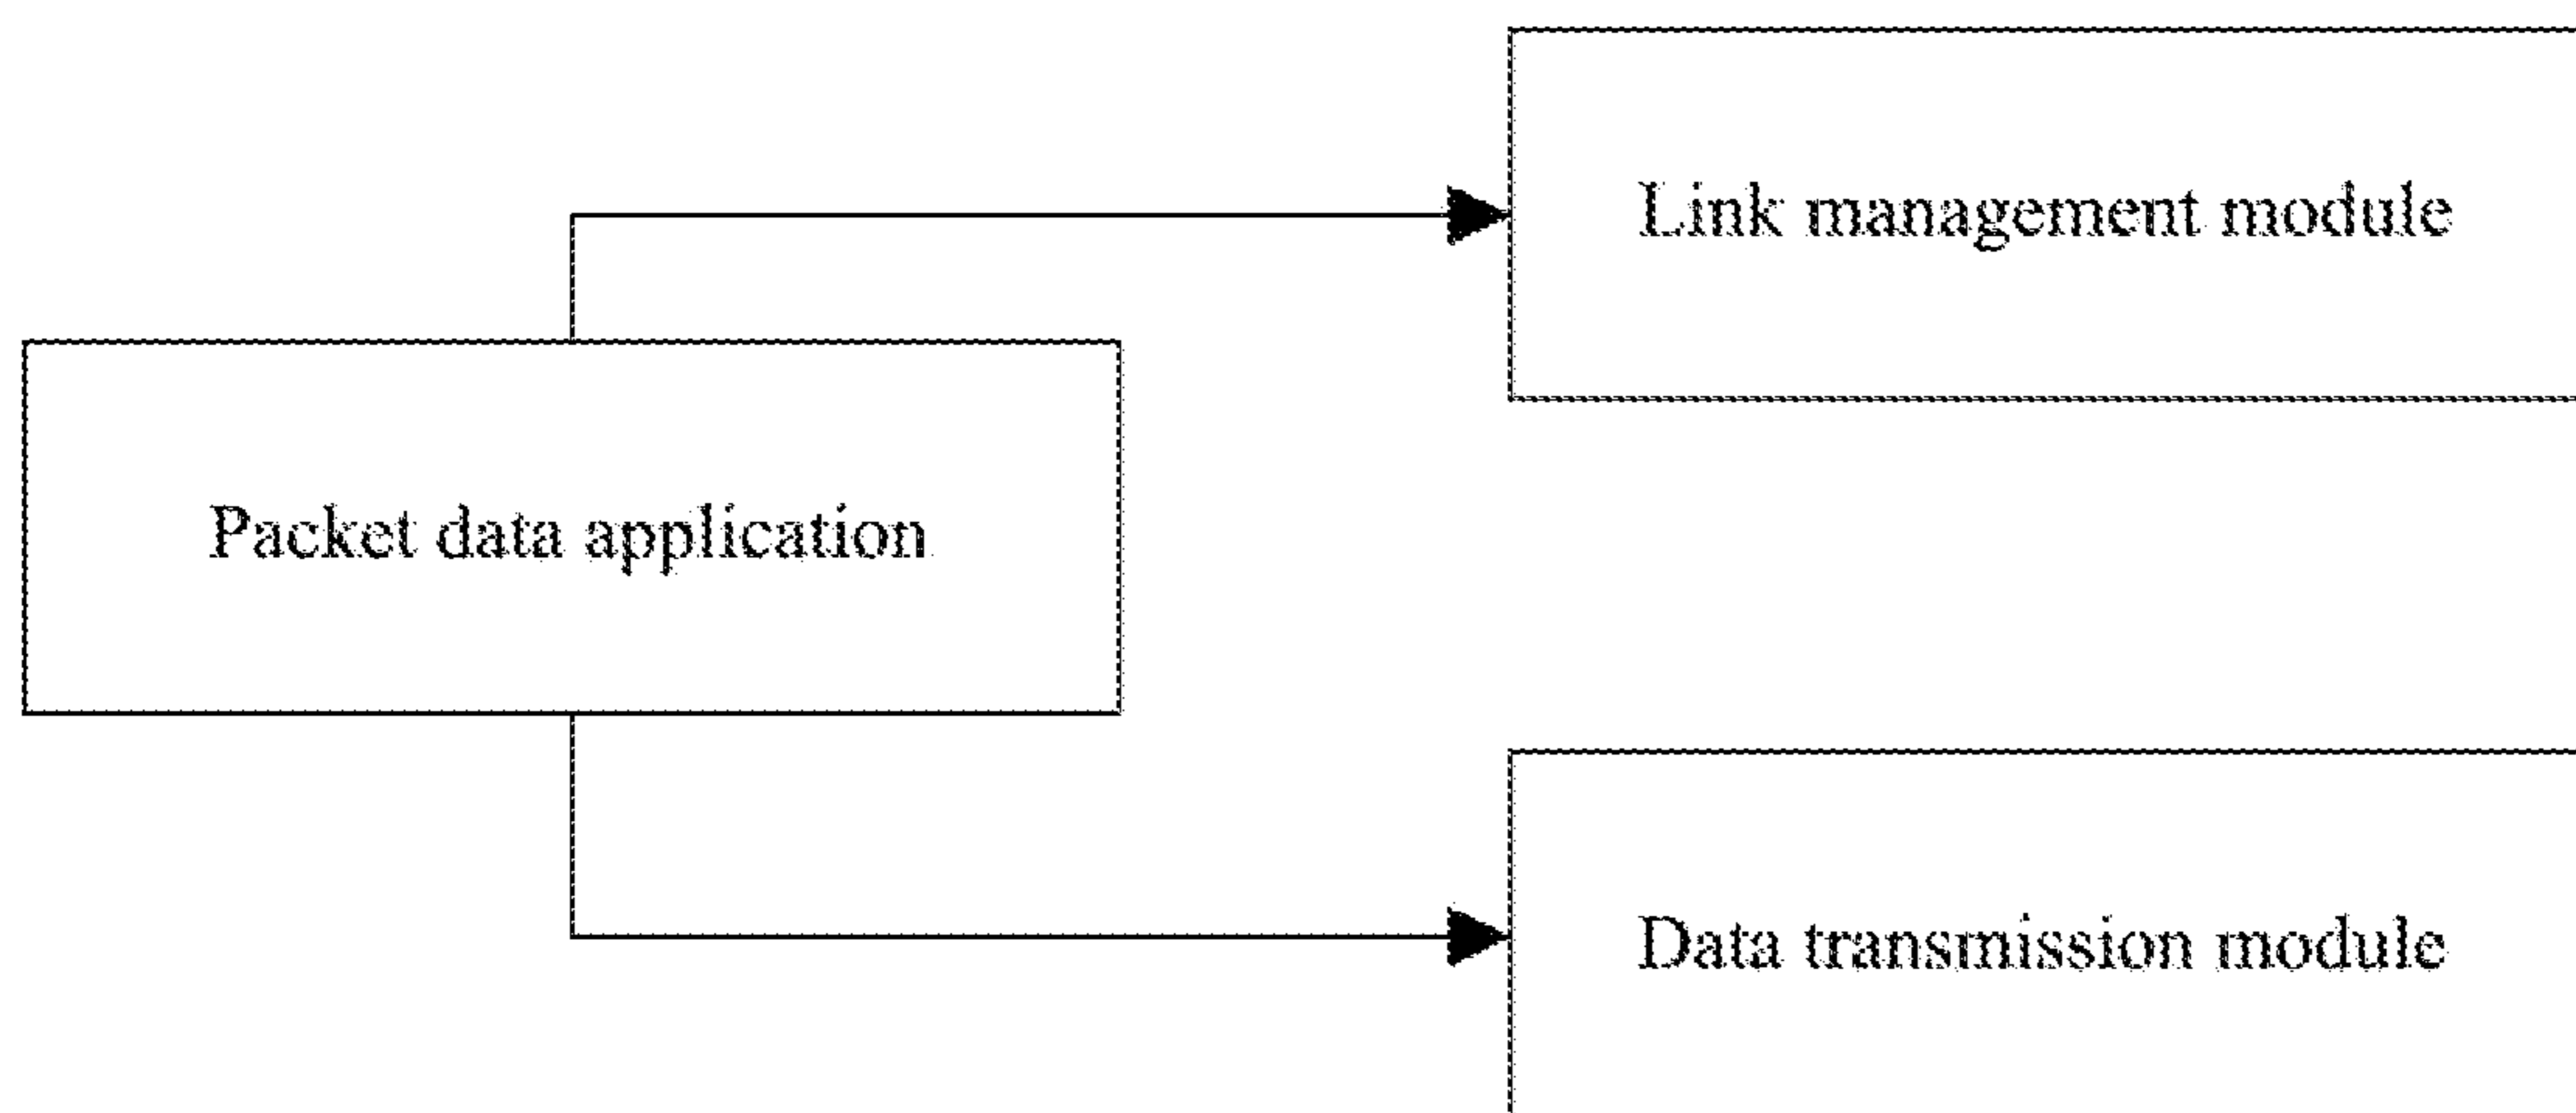 Link management module
Packet data application
Data transmission module